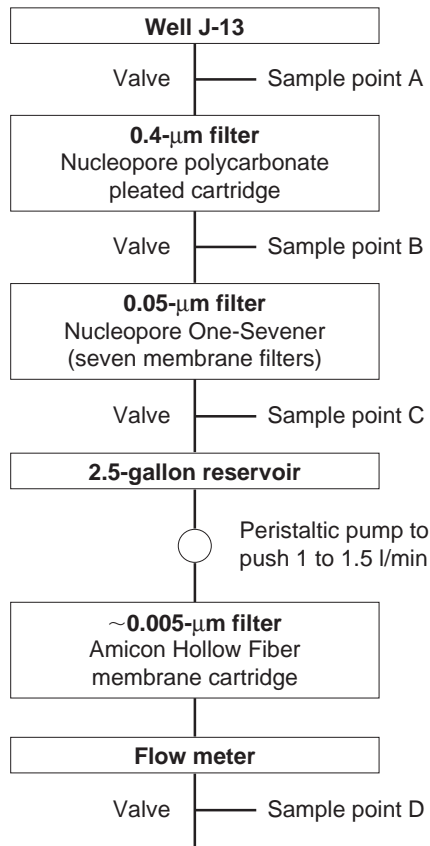 Well J-13
Valve Sample point A
0.4-μm filter
Nucleopore polycarbonate
pleated cartridge
Valve Sample point B
0.05-μm filter
Nucleopore One-Sevener
(seven membrane filters)
Valve Sample point C
2.5-gallon reservoir
Peristaltic pump to
push 1 to 1.5 l/min
~0.005-μm filter
Amicon Hollow Fiber
membrane cartridge
Flow meter
Valve Sample point D